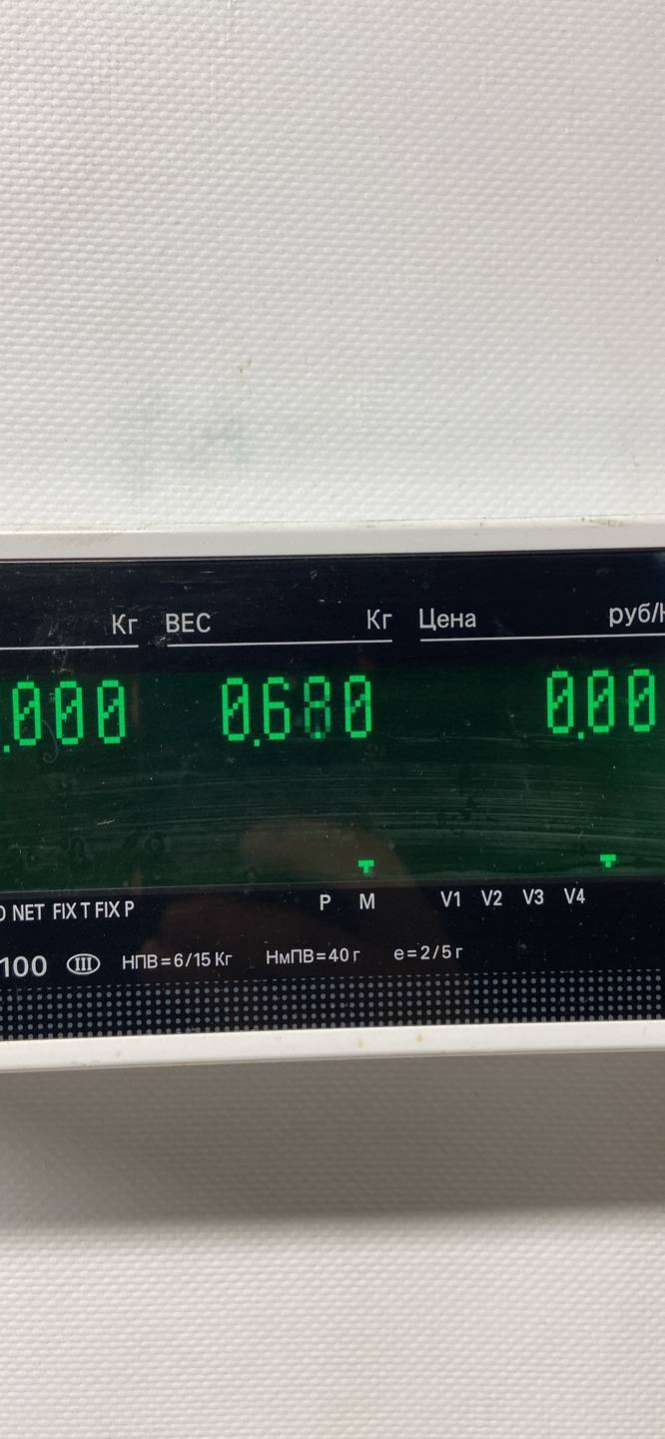 Кг ВЕС Кг Цена руб/
.000 0.680 0.00
NET FIX T FIX P P M V1 V2 V3 V4
100 III НПВ=6/15 Кг НмПВ=40 г e=2/5 г